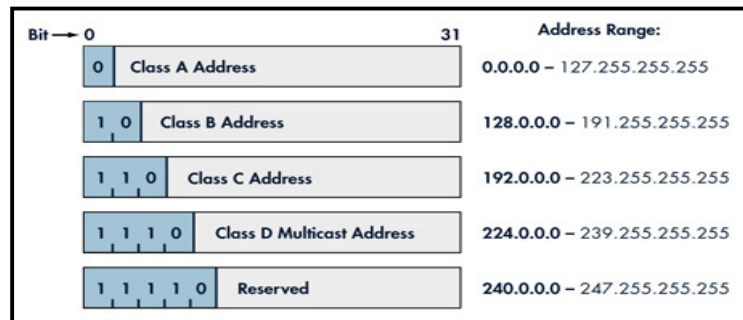 Bit → 0 31 Address Range:
0 Class A Address 0.0.0.0 – 127.255.255.255
1 0 Class B Address 128.0.0.0 – 191.255.255.255
1 1 0 Class C Address 192.0.0.0 – 223.255.255.255
1 1 1 0 Class D Multicast Address 224.0.0.0 – 239.255.255.255
1 1 1 1 0 Reserved 240.0.0.0 – 247.255.255.255